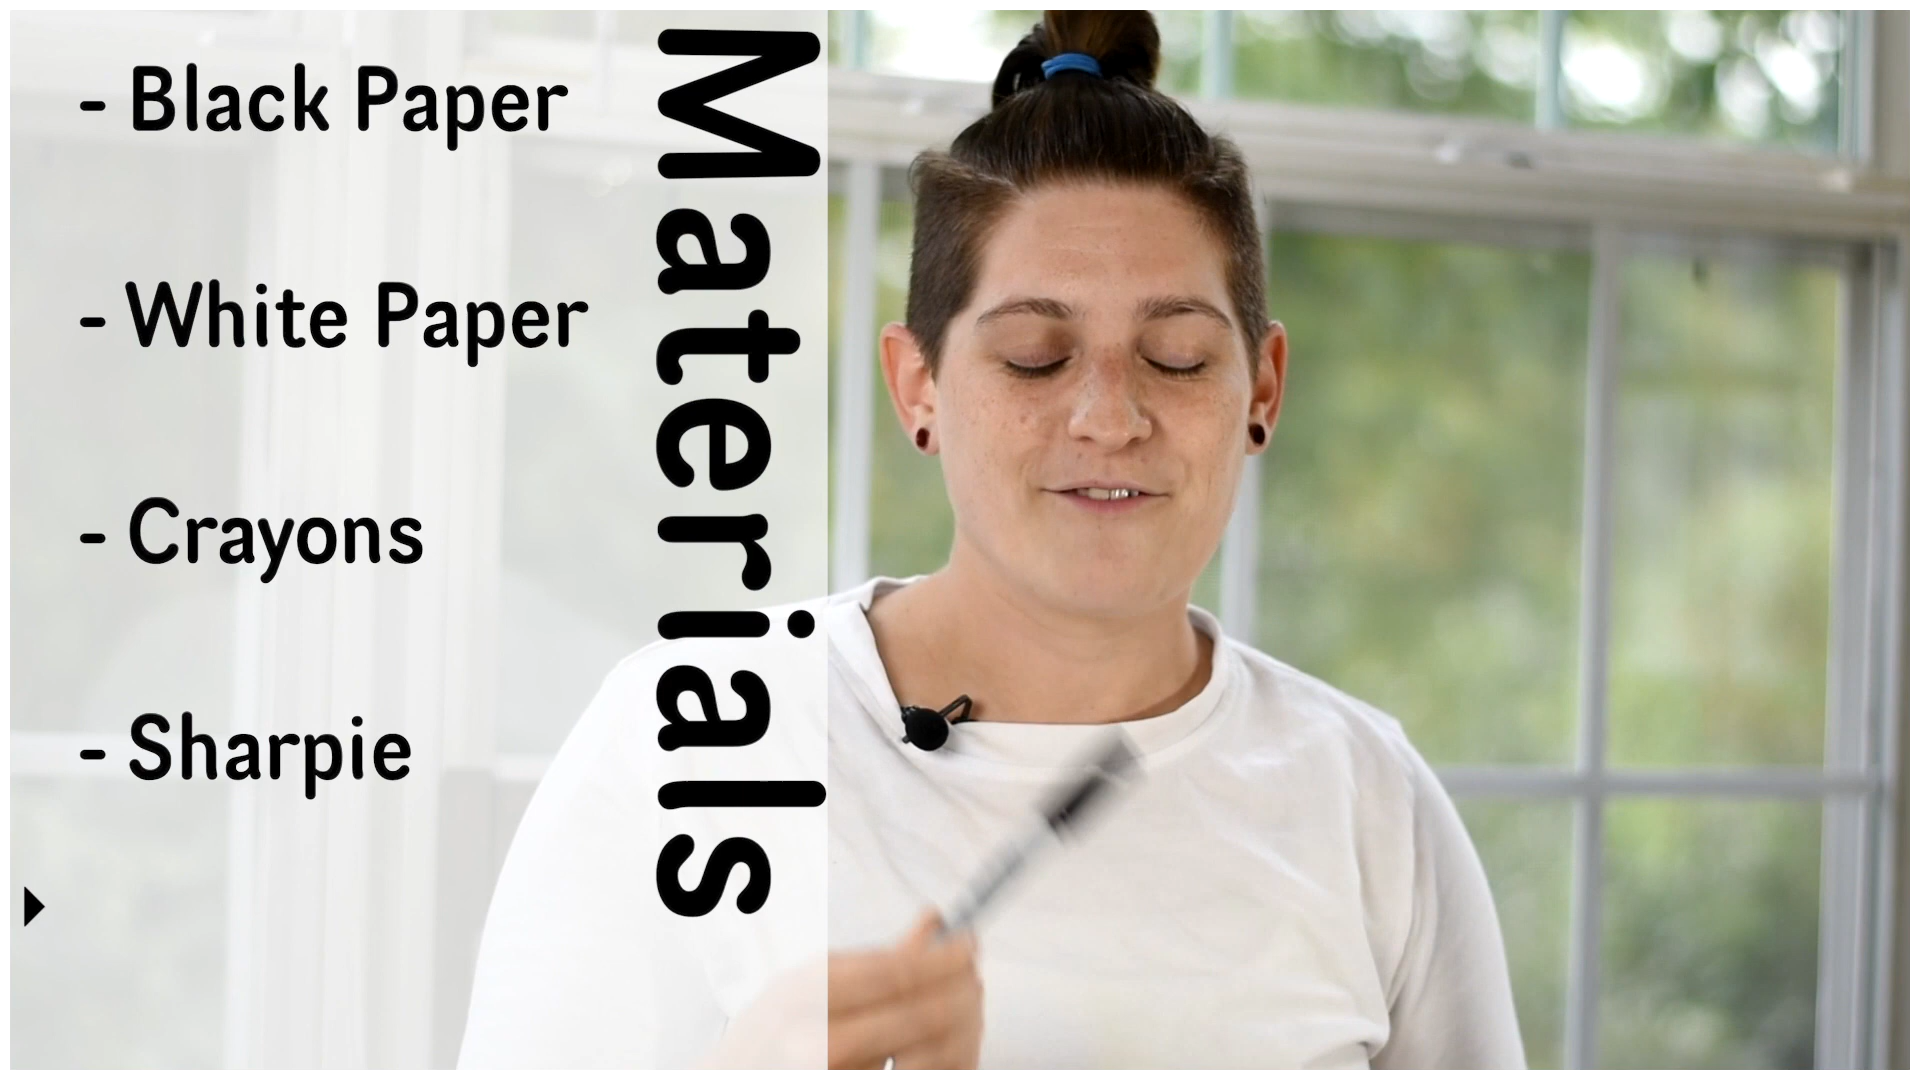 Materials
- Black Paper
- White Paper
- Crayons
- Sharpie